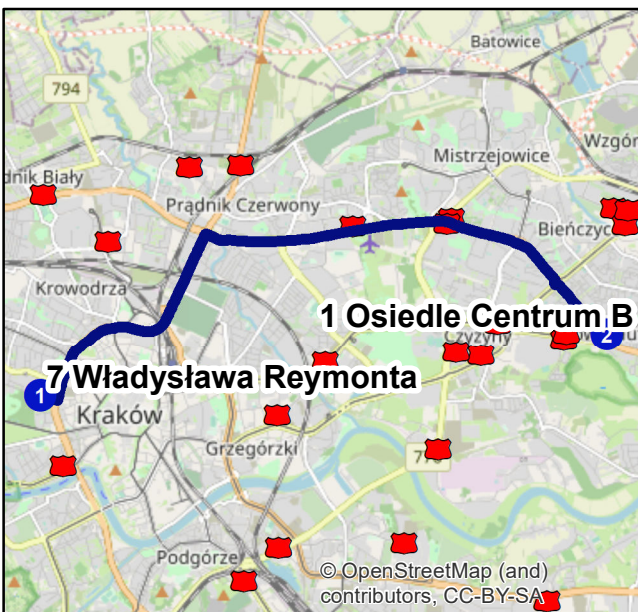 Batowice
794
Wzgór
Mistrzejowice
dnik Biały
Prądnik Czerwony
Bieńczyc
Krowodrza
1 Osiedle Centrum B
Czyżyny
2
7 Władysława Reymonta
1
Kraków
Grzegórzki
Podgórze
© OpenStreetMap (and)
contributors, CC-BY-SA